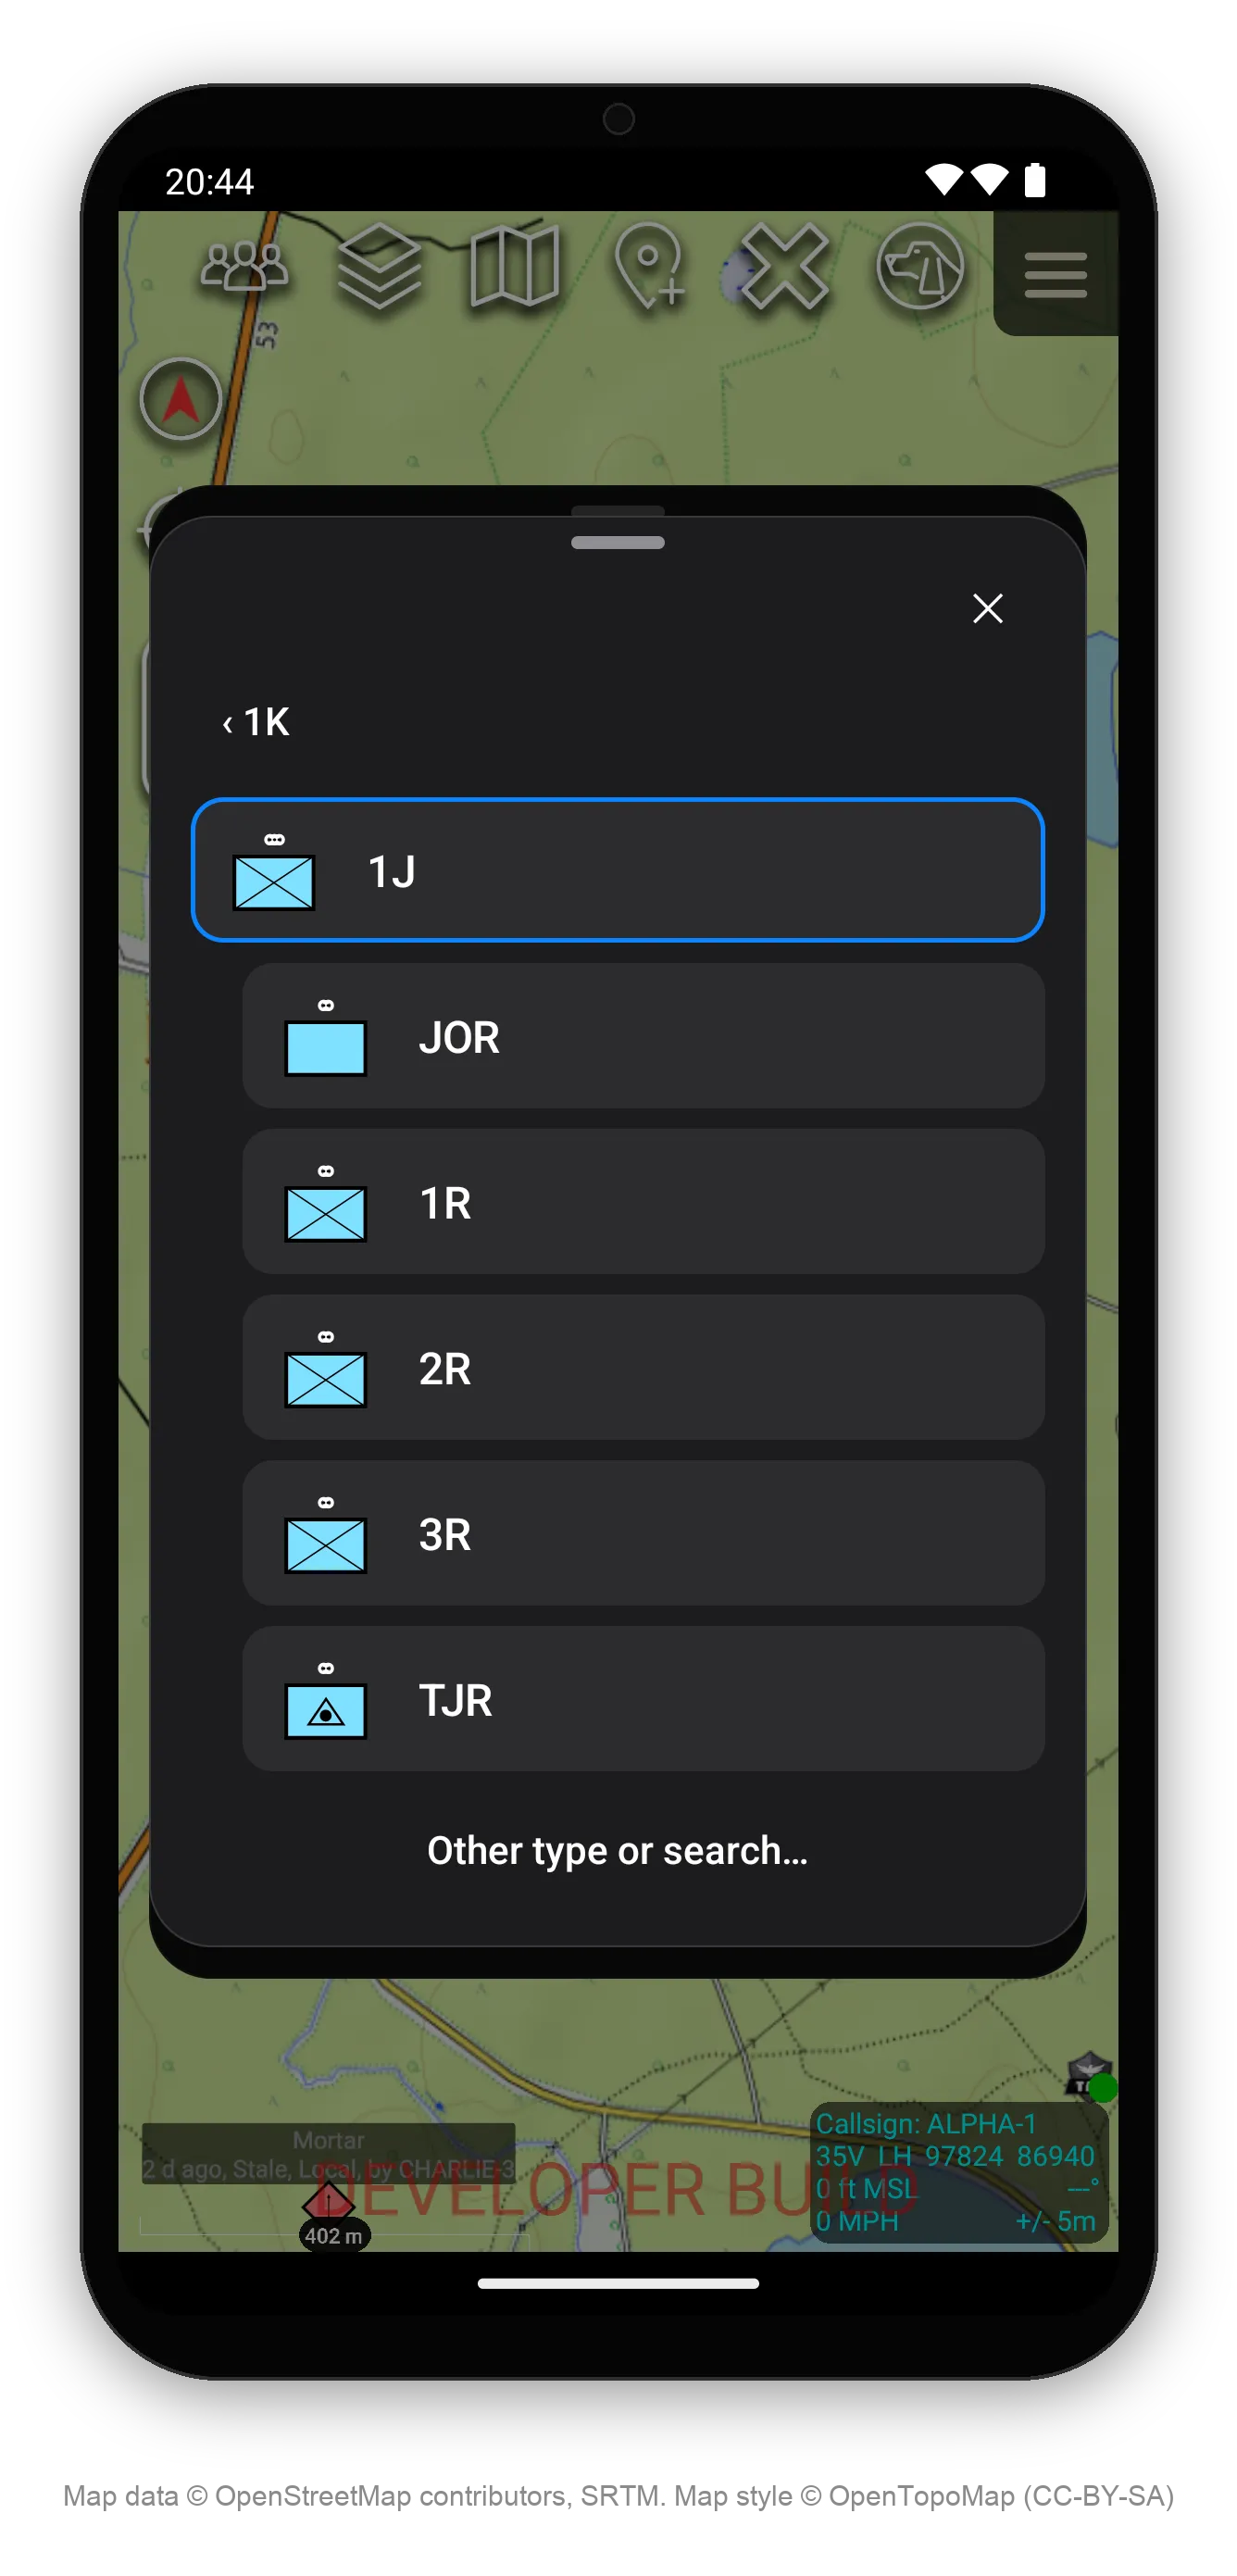 20:44
53
‹ 1K
1J
JOR
1R
2R
3R
TJR
Other type or search...
Mortar
2 d ago, Stale, Local, by CHARLIE-3
DEVELOPER BUILD
402 m
Callsign: ALPHA-1
35V LH 97824 86940
0 ft MSL ---°
0 MPH +/- 5m
Map data © OpenStreetMap contributors, SRTM. Map style © OpenTopoMap (CC-BY-SA)